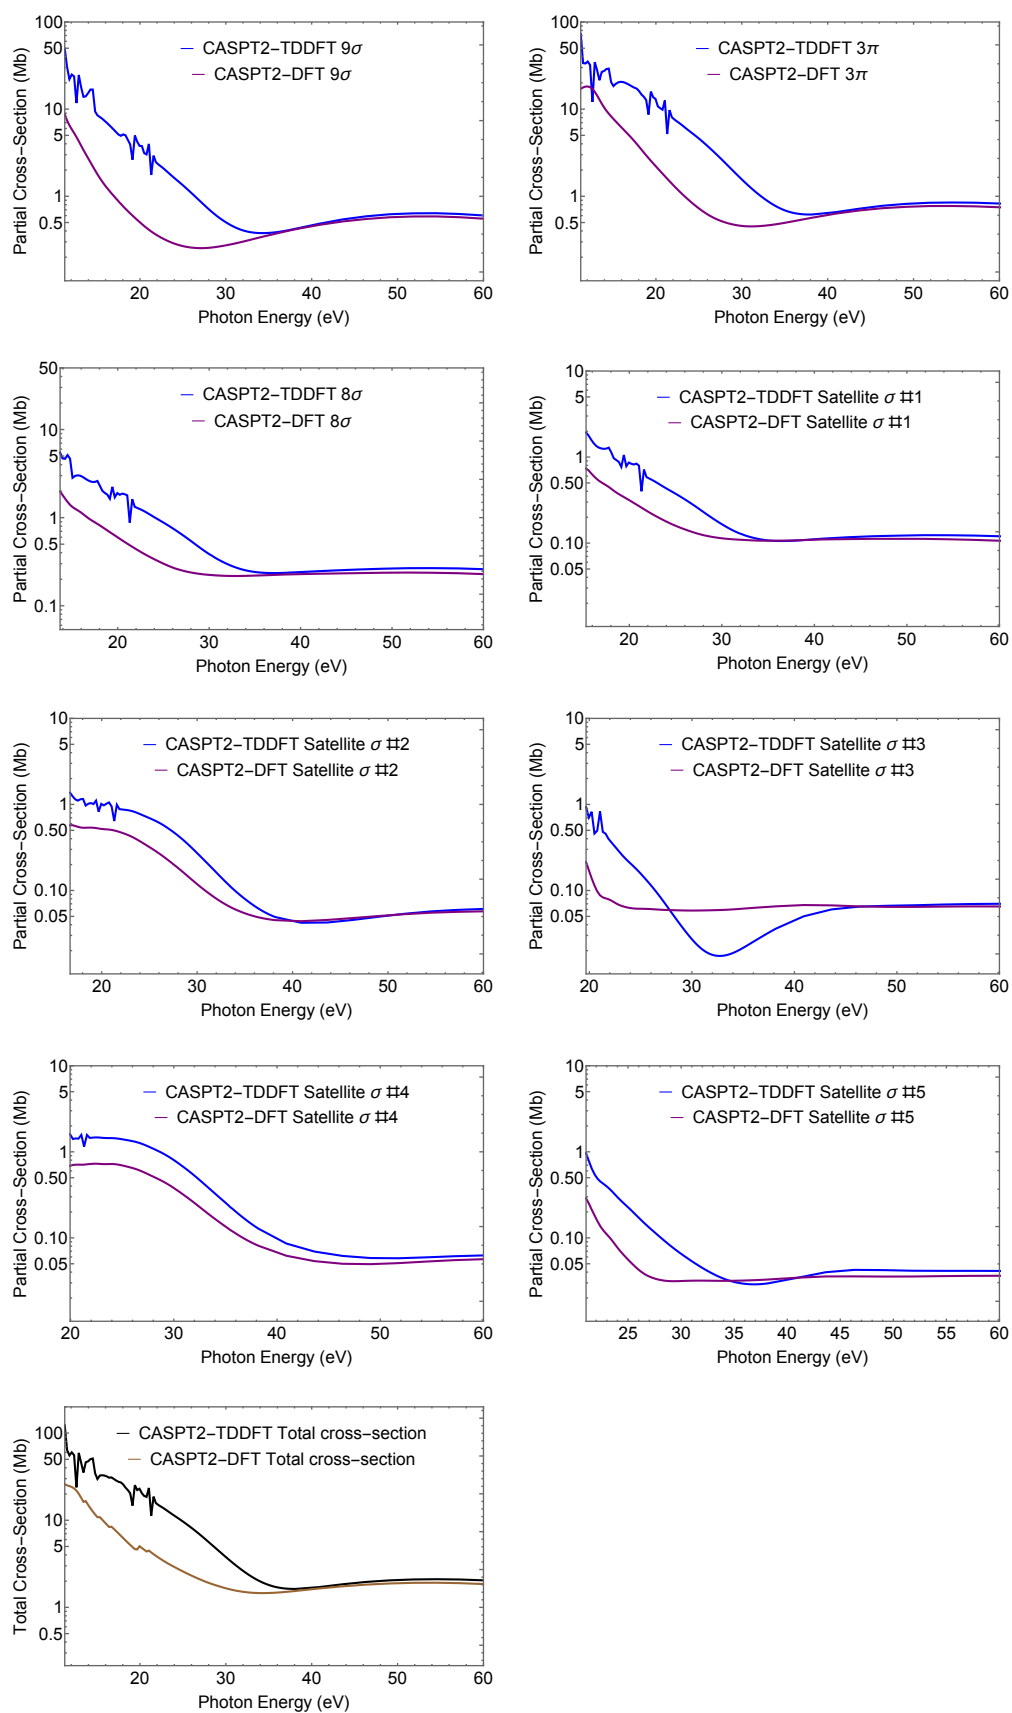 CASPT2-TDDFT 9σ
CASPT2-DFT 9σ
Partial Cross-Section (Mb)
100
50
10
5
1
0.5
20
30
40
50
60
Photon Energy (eV)
CASPT2-TDDFT 3π
CASPT2-DFT 3π
Partial Cross-Section (Mb)
100
50
10
5
1
0.5
20
30
40
50
60
Photon Energy (eV)
CASPT2-TDDFT 8σ
CASPT2-DFT 8σ
Partial Cross-Section (Mb)
50
10
5
1
0.5
0.1
20
30
40
50
60
Photon Energy (eV)
CASPT2-TDDFT Satellite σ #1
CASPT2-DFT Satellite σ #1
Partial Cross-Section (Mb)
10
5
1
0.50
0.10
0.05
20
30
40
50
60
Photon Energy (eV)
CASPT2-TDDFT Satellite σ #2
CASPT2-DFT Satellite σ #2
Partial Cross-Section (Mb)
10
5
1
0.50
0.10
0.05
20
30
40
50
60
Photon Energy (eV)
CASPT2-TDDFT Satellite σ #3
CASPT2-DFT Satellite σ #3
Partial Cross-Section (Mb)
10
5
1
0.50
0.10
0.05
20
30
40
50
60
Photon Energy (eV)
CASPT2-TDDFT Satellite σ #4
CASPT2-DFT Satellite σ #4
Partial Cross-Section (Mb)
10
5
1
0.50
0.10
0.05
20
30
40
50
60
Photon Energy (eV)
CASPT2-TDDFT Satellite σ #5
CASPT2-DFT Satellite σ #5
Partial Cross-Section (Mb)
10
5
1
0.50
0.10
0.05
25
30
35
40
45
50
55
60
Photon Energy (eV)
CASPT2-TDDFT Total cross-section
CASPT2-DFT Total cross-section
Total Cross-Section (Mb)
100
50
10
5
1
0.5
20
30
40
50
60
Photon Energy (eV)